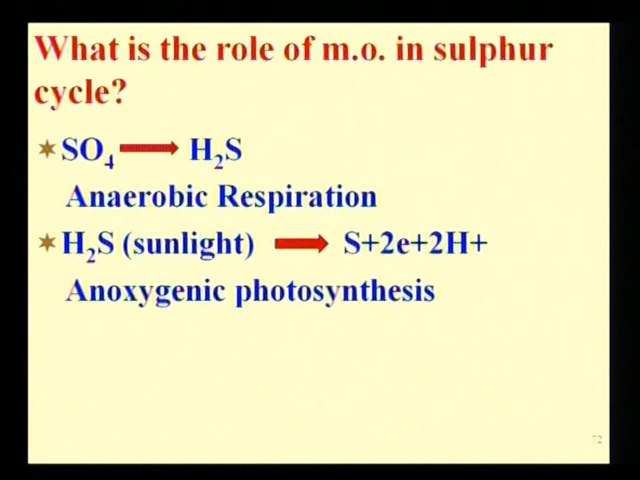 What is the role of m.o. in sulphur
cycle?
SO4 → H2S
Anaerobic Respiration
H2S (sunlight) → S+2e+2H+
Anoxygenic photosynthesis
72